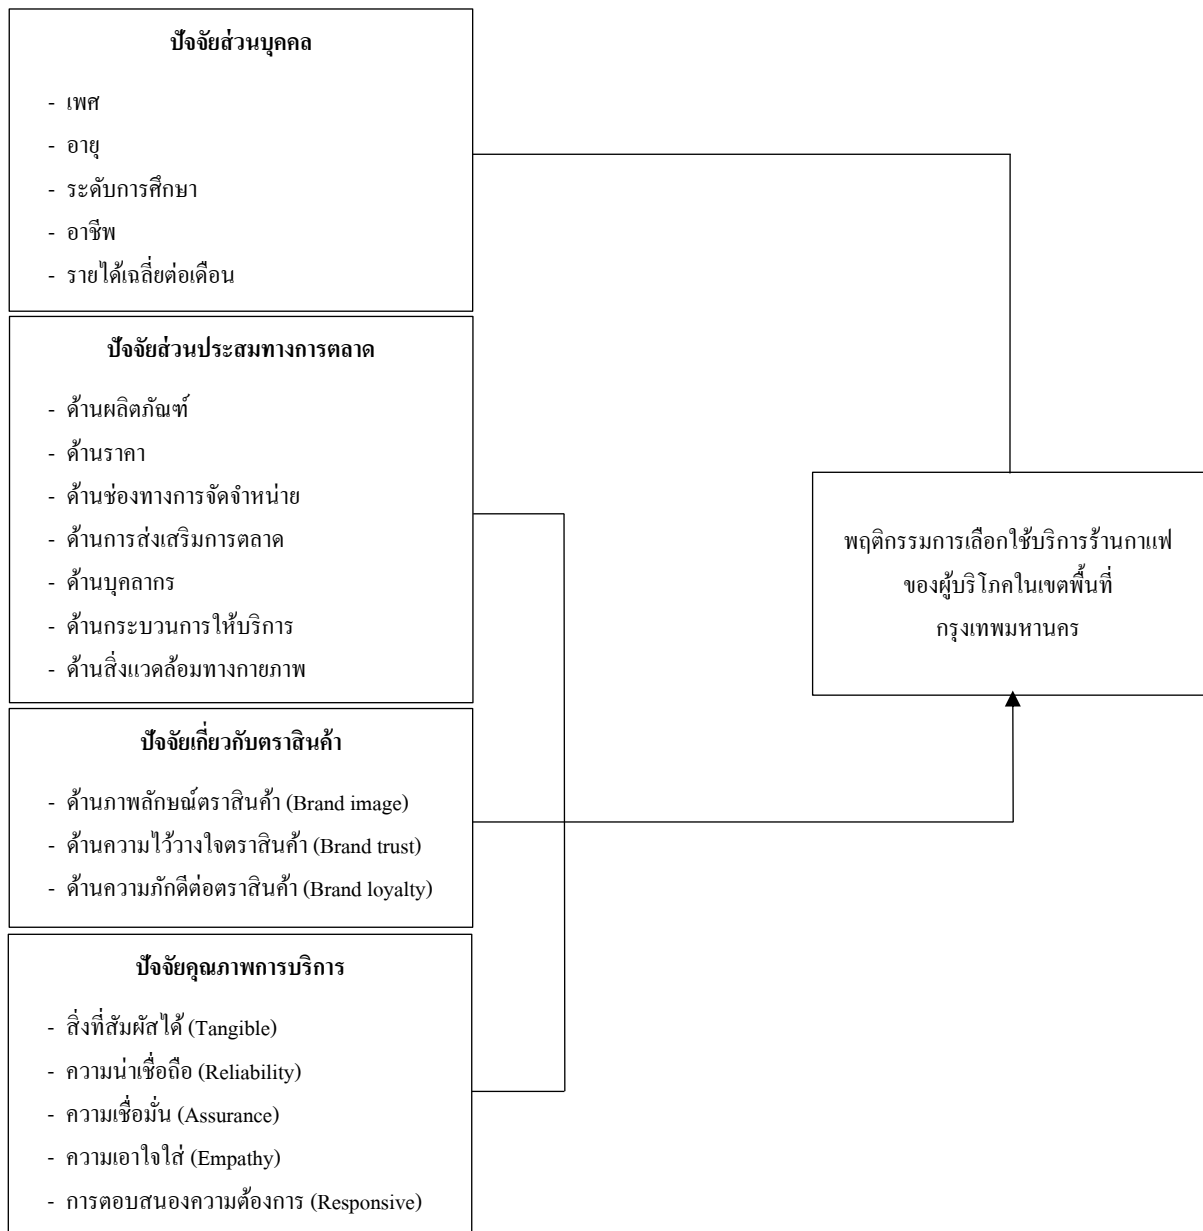 ปัจจัยส่วนบุคคล
- เพศ
- อายุ
- ระดับการศึกษา
- อาชีพ
- รายได้เฉลี่ยต่อเดือน
ปัจจัยส่วนประสมทางการตลาด
- ด้านผลิตภัณฑ์
- ด้านราคา
- ด้านช่องทางการจัดจำหน่าย
- ด้านการส่งเสริมการตลาด
- ด้านบุคลากร
- ด้านกระบวนการให้บริการ
- ด้านสิ่งแวดล้อมทางกายภาพ
ปัจจัยเกี่ยวกับตราสินค้า
- ด้านภาพลักษณ์ตราสินค้า (Brand image)
- ด้านความไว้วางใจตราสินค้า (Brand trust)
- ด้านความภักดีต่อตราสินค้า (Brand loyalty)
ปัจจัยคุณภาพการบริการ
- สิ่งที่สัมผัสได้ (Tangible)
- ความน่าเชื่อถือ (Reliability)
- ความเชื่อมั่น (Assurance)
- ความเอาใจใส่ (Empathy)
- การตอบสนองความต้องการ (Responsive)
พฤติกรรมการเลือกใช้บริการร้านกาแฟ
ของผู้บริโภคในเขตพื้นที่
กรุงเทพมหานคร